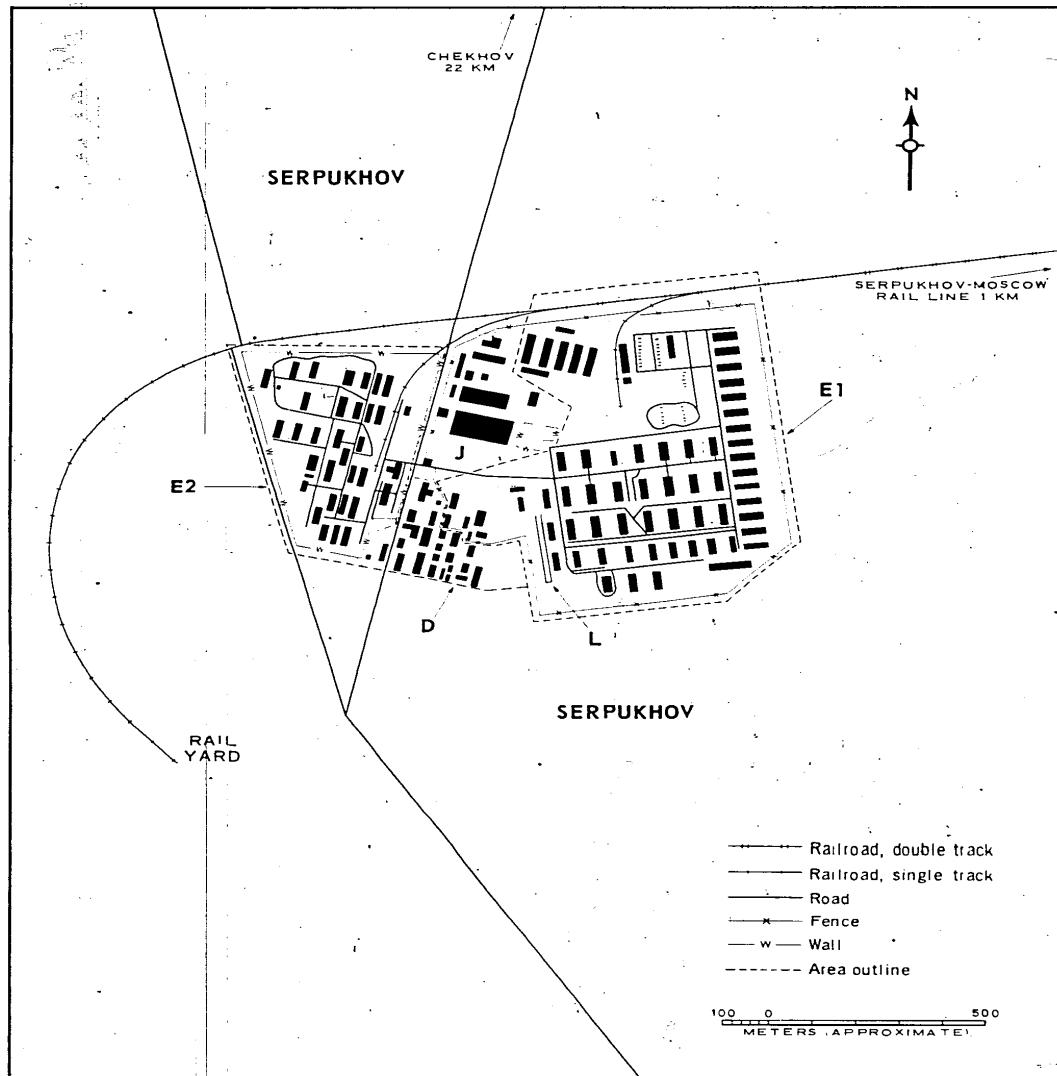 CHEKHOV
22 KM
N
SERPUKHOV
SERPUKHOV-MOSCOW
RAIL LINE 1 KM
W W
E1
W
W
J
W
W
E2
W
W
W
D
L
SERPUKHOV
RAIL
YARD
Railroad, double track
Railroad, single track
Road
Fence
W Wall
Area outline
100 0 500
METERS (APPROXIMATE)